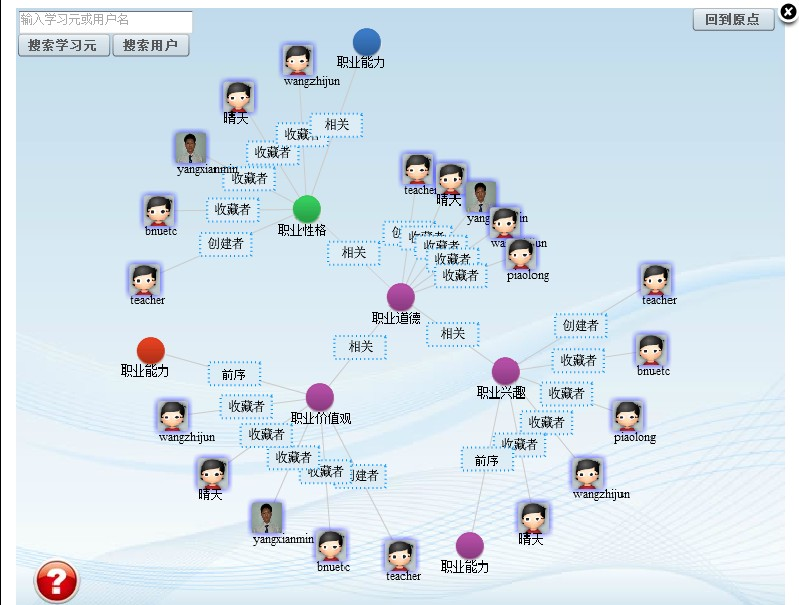 输入学习元或用户名
搜索学习元
搜索用户
回到原点
职业能力
wangzhijun
晴天
相关
收藏者
收藏者
yangxianmin
收藏者
bnuetc
收藏者
职业性格
创建者
teacher
相关
teacher
晴天
piaolong
收藏者
收藏者
收藏者
收藏者
职业道德
相关
相关
teacher
创建者
bnuetc
收藏者
职业能力
前序
职业价值观
职业兴趣
收藏者
收藏者
piaolong
收藏者
收藏者
前序
wangzhijun
晴天
职业能力
wangzhijun
收藏者
晴天
收藏者
收藏者
建者
yangxianmin
bnuetc
teacher
?